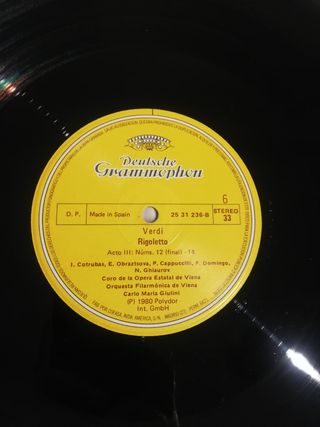 Deutsche
Grammophon
6
D. P.
Made in Spain
25 31 236-B
STEREO
33
Verdi
Rigoletto
Acto III: Núms. 12 (final) -14
I. Cotrubas, E. Obraztsova, P. Cappuccilli, P. Domingo,
N. Ghiaurov
Coro de la Opera Estatal de Viena
Orquesta Filarmónica de Viena
Carlo Maria Giulini
(P) 1980 Polydor
Int. GmbH